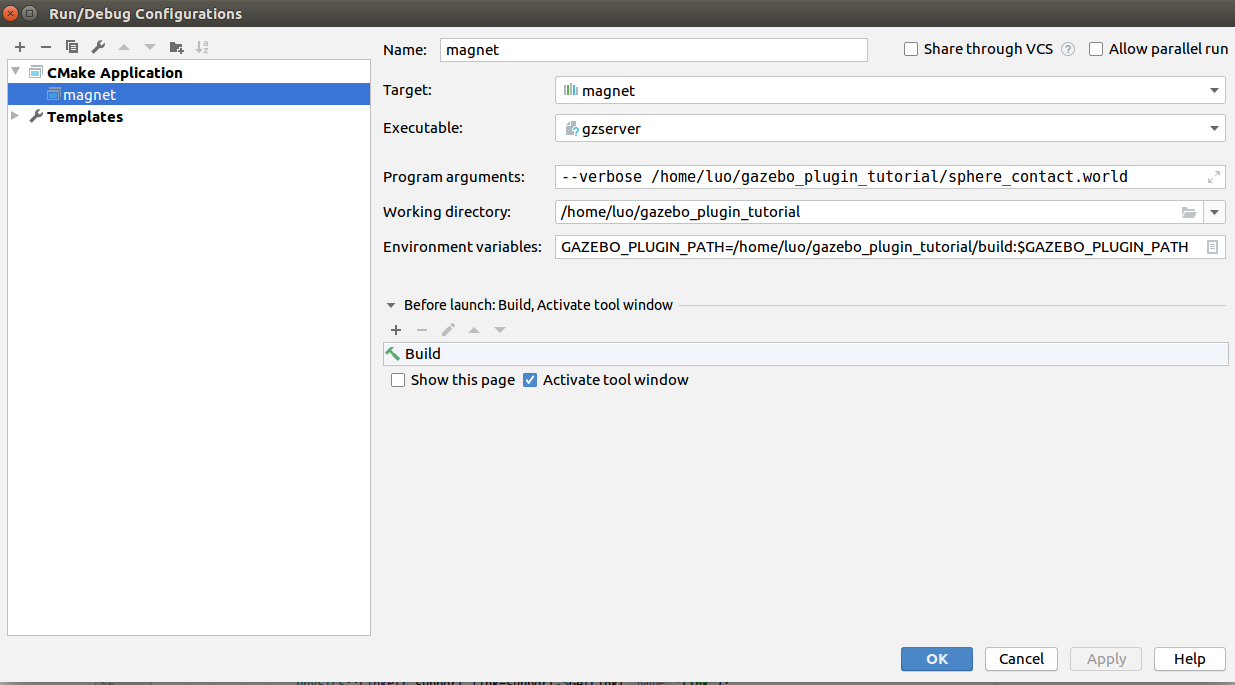 Run/Debug Configurations
Name: magnet Share through VCS ? Allow parallel run
CMake Application
magnet
Templates
Target: magnet
Executable: gzserver
Program arguments: --verbose /home/luo/gazebo_plugin_tutorial/sphere_contact.world
Working directory: /home/luo/gazebo_plugin_tutorial
Environment variables: GAZEBO_PLUGIN_PATH=/home/luo/gazebo_plugin_tutorial/build:$GAZEBO_PLUGIN_PATH
Before launch: Build, Activate tool window
Build
Show this page Activate tool window
OK Cancel Apply Help